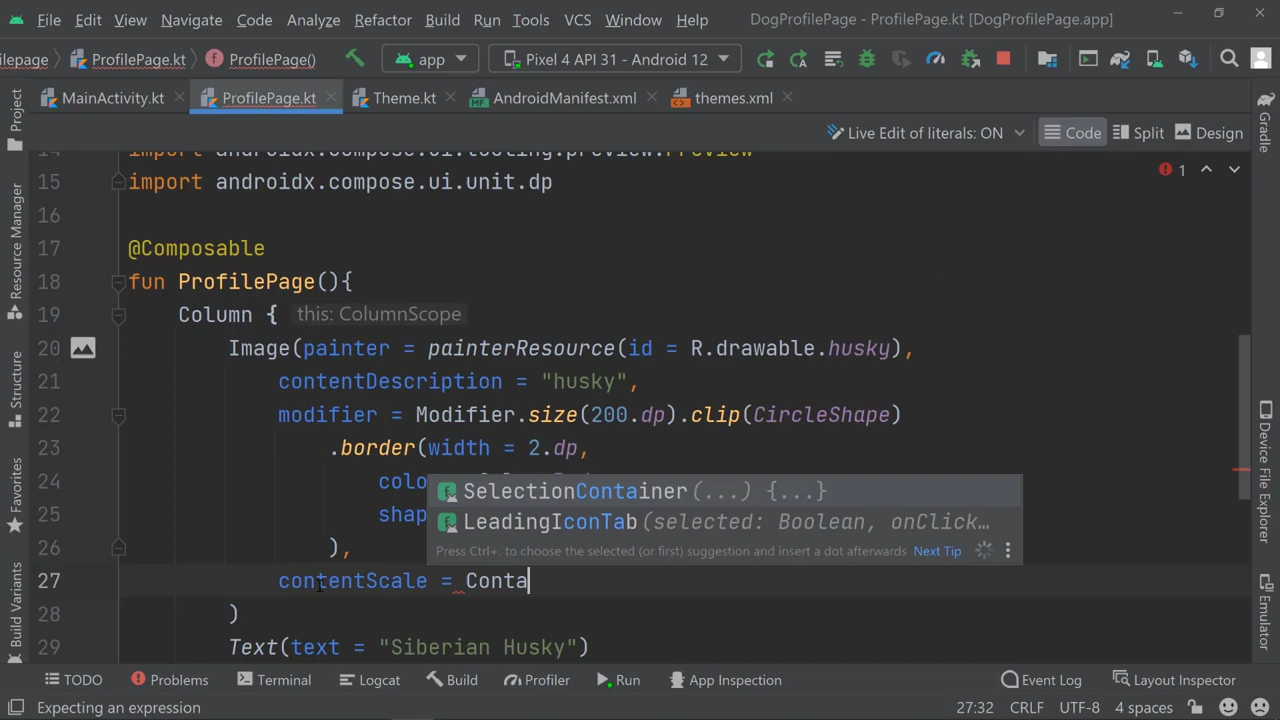 File Edit View Navigate Code Analyze Refactor Build Run Tools VCS Window Help DogProfilePage - ProfilePage.kt [DogProfilePage.app]
ilepage ProfilePage.kt ProfilePage() app Pixel 4 API 31 - Android 12
MainActivity.kt ProfilePage.kt Theme.kt AndroidManifest.xml themes.xml
Live Edit of literals: ON Code Split Design
15 import androidx.compose.ui.unit.dp 1
16
17 @Composable
18 fun ProfilePage(){
19 Column { this: ColumnScope
20 Image(painter = painterResource(id = R.drawable.husky),
21 contentDescription = "husky",
22 modifier = Modifier.size(200.dp).clip(CircleShape)
23 .border(width = 2.dp,
24 colo
SelectionContainer(...) {...}
25 shap
LeadingIconTab(selected: Boolean, onClick...
26 ),
Press Ctrl+. to choose the selected (or first) suggestion and insert a dot afterwards Next Tip
27 contentScale = Conta
28 )
29 Text(text = "Siberian Husky")
TODO Problems Terminal Logcat Build Profiler Run App Inspection Event Log Layout Inspector
Expecting an expression 27:32 CRLF UTF-8 4 spaces
Project
Resource Manager
Structure
Favorites
Build Variants
Gradle
Device File Explorer
Emulator